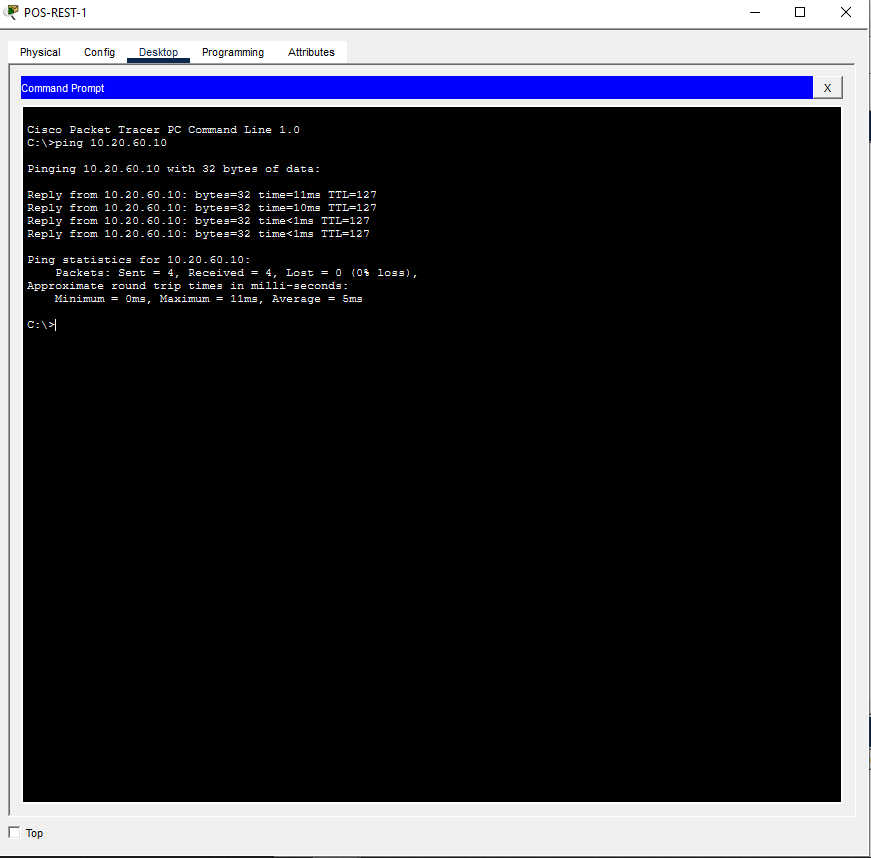 POS-REST-1
Physical Config Desktop Programming Attributes
Command Prompt X
Cisco Packet Tracer PC Command Line 1.0
C:\>ping 10.20.60.10
Pinging 10.20.60.10 with 32 bytes of data:
Reply from 10.20.60.10: bytes=32 time=11ms TTL=127
Reply from 10.20.60.10: bytes=32 time=10ms TTL=127
Reply from 10.20.60.10: bytes=32 time<1ms TTL=127
Reply from 10.20.60.10: bytes=32 time<1ms TTL=127
Ping statistics for 10.20.60.10:
Packets: Sent = 4, Received = 4, Lost = 0 (0% loss),
Approximate round trip times in milli-seconds:
Minimum = 0ms, Maximum = 11ms, Average = 5ms
C:\>
Top